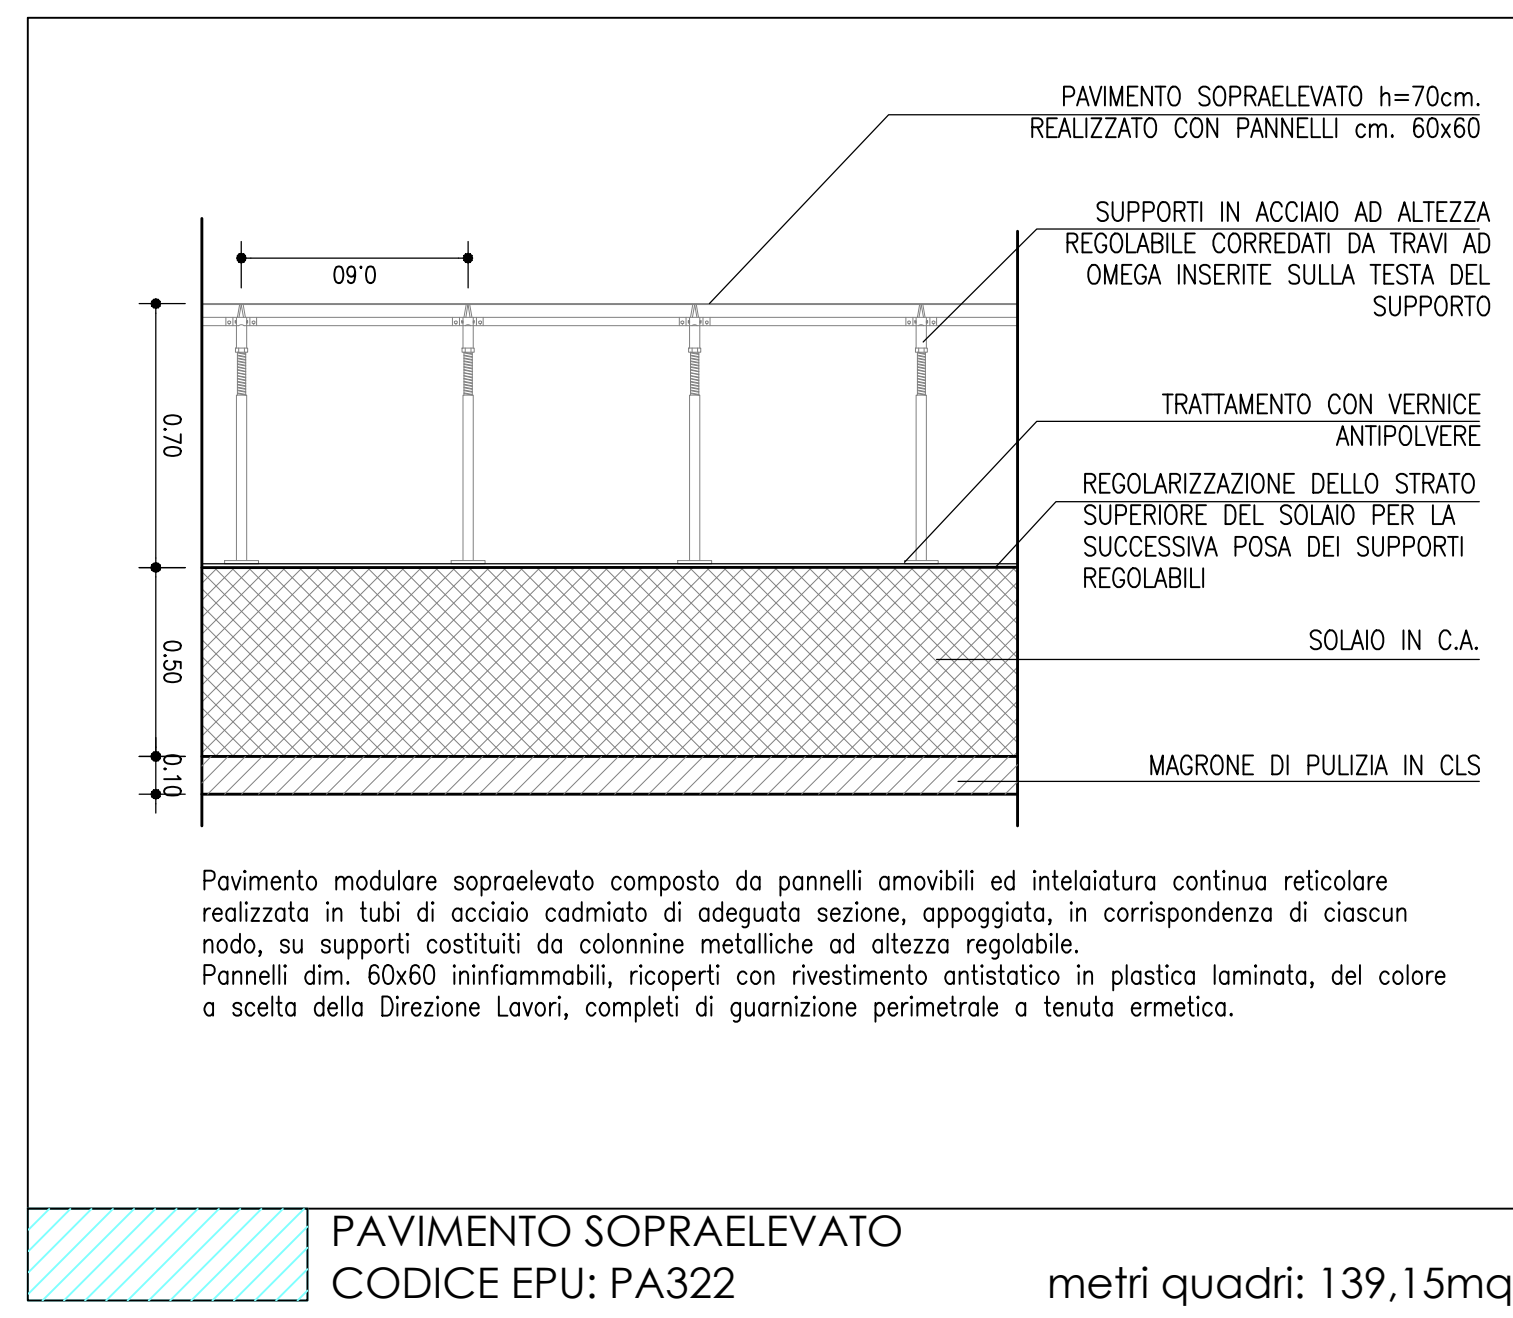 PAVIMENTO SOPRAELEVATO h=70cm.
REALIZZATO CON PANNELLI cm. 60x60
SUPPORTI IN ACCIAIO AD ALTEZZA
REGOLABILE CORREDATI DA TRAVI AD
OMEGA INSERITE SULLA TESTA DEL
SUPPORTO
0.60
0.70
TRATTAMENTO CON VERNICE
ANTIPOLVERE
REGOLARIZZAZIONE DELLO STRATO
SUPERIORE DEL SOLAIO PER LA
SUCCESSIVA POSA DEI SUPPORTI
REGOLABILI
0.50
SOLAIO IN C.A.
0.10
MAGRONE DI PULIZIA IN CLS
Pavimento modulare sopraelevato composto da pannelli amovibili ed intelaiatura continua reticolare
realizzata in tubi di acciaio cadmiato di adeguata sezione, appoggiata, in corrispondenza di ciascun
nodo, su supporti costituiti da colonnine metalliche ad altezza regolabile.
Pannelli dim. 60x60 ininfiammabili, ricoperti con rivestimento antistatico in plastica laminata, del colore
a scelta della Direzione Lavori, completi di guarnizione perimetrale a tenuta ermetica.
PAVIMENTO SOPRAELEVATO
CODICE EPU: PA322
metri quadri: 139,15mq